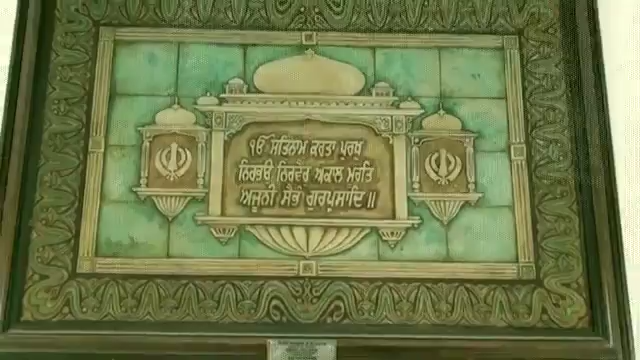 ੴ ਸਤਿਨਾਮ ਕਰਤਾ ਪੁਰਖੁ
ਨਿਰਭਉ ਨਿਰਵੈਰ ਅਕਾਲ ਮੂਰਤਿ
ਅਜੂਨੀ ਸੈਭੰ ਗੁਰਪ੍ਰਸਾਦਿ ॥